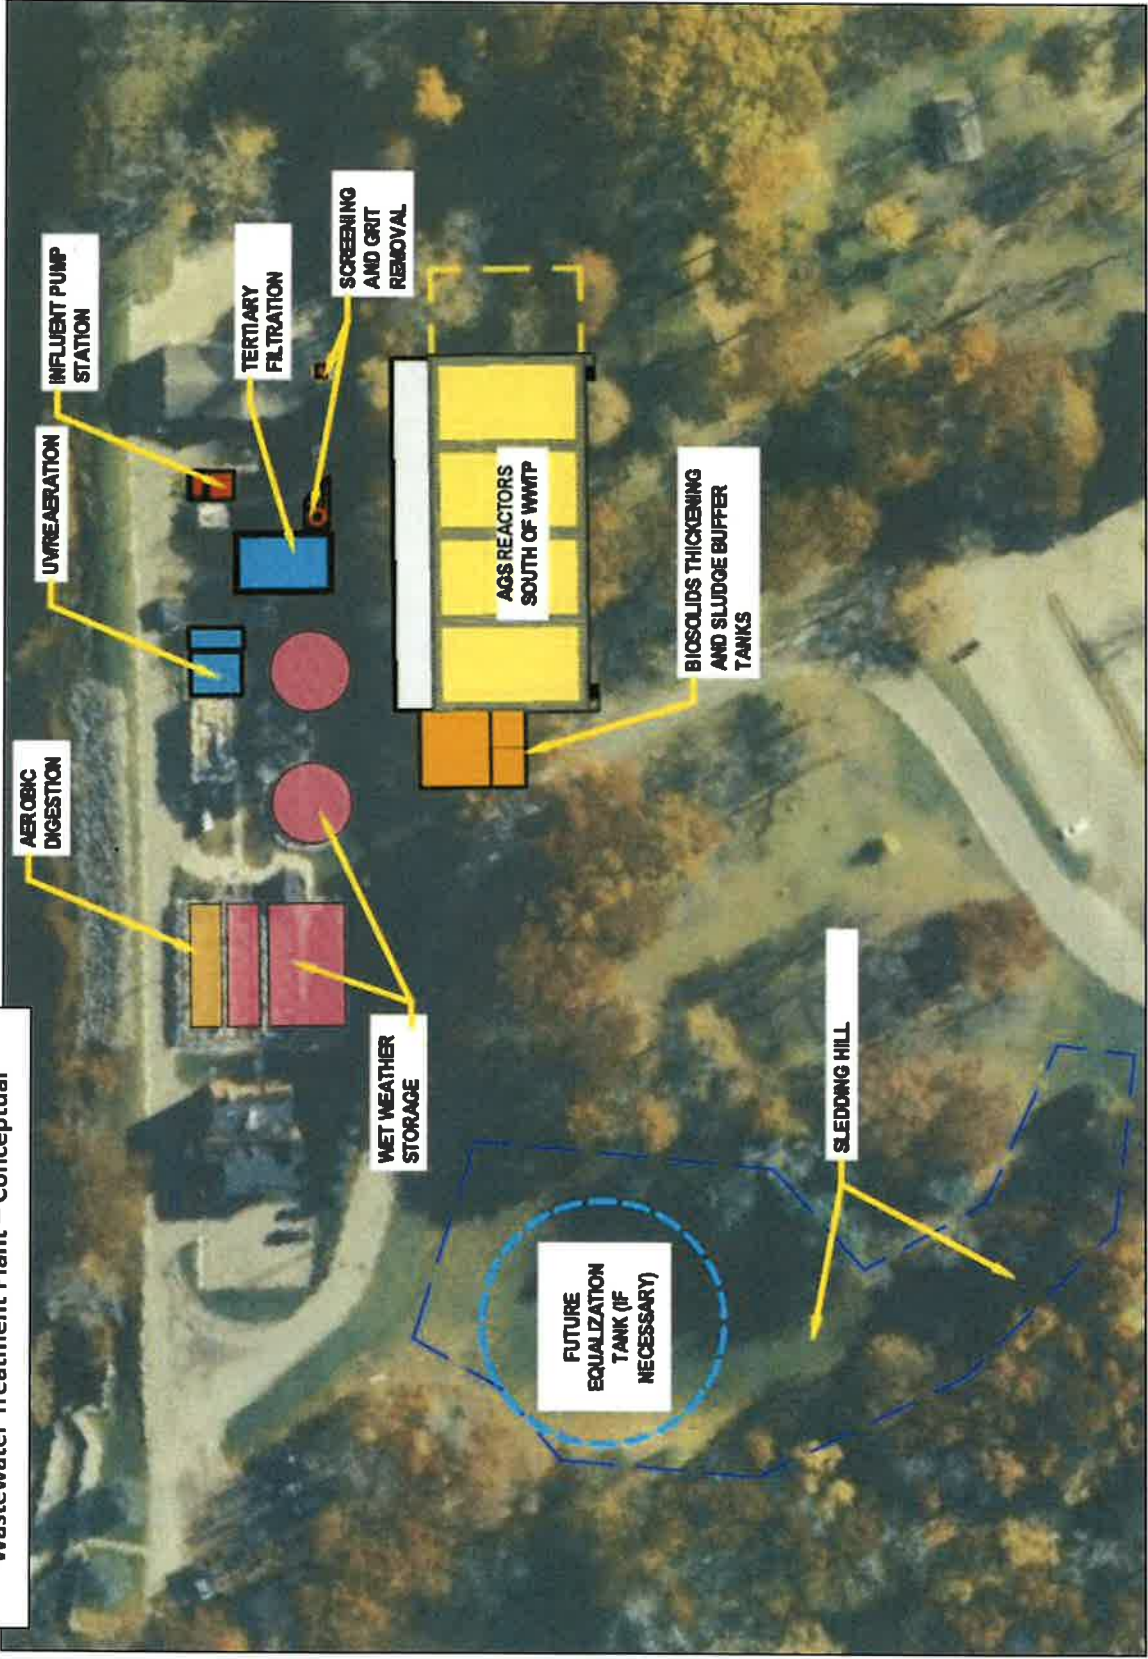 Wastewater Treatment Plant – Conceptual
AEROBIC
DIGESTION
UV/REAERATION
INFLUENT PUMP
STATION
TERTIARY
FILTRATION
SCREENING
AND GRIT
REMOVAL
WET WEATHER
STORAGE
AGS REACTORS
SOUTH OF WWTP
BIOSOLIDS THICKENING
AND SLUDGE BUFFER
TANKS
FUTURE
EQUALIZATION
TANK (IF
NECESSARY)
SLEDDING HILL